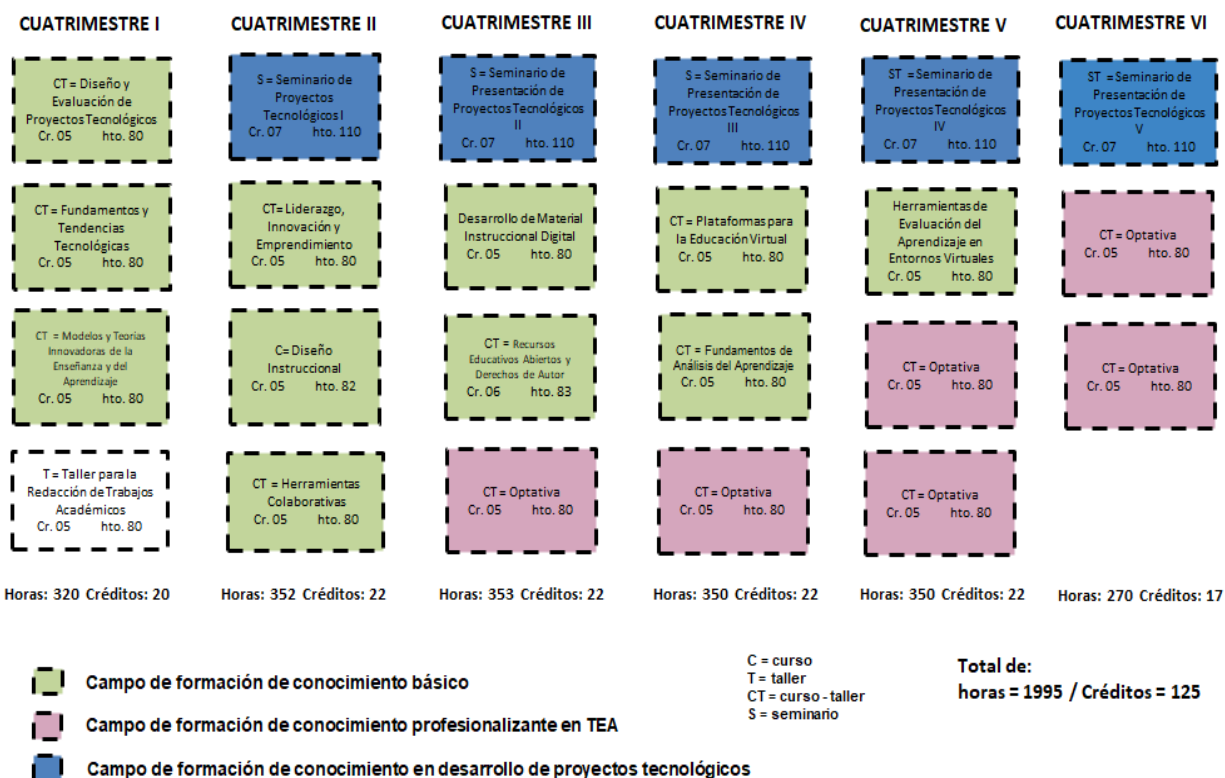 CUATRIMESTRE I
CT = Diseño y
Evaluación de
Proyectos Tecnológicos
Cr. 05 hto. 80
CT = Fundamentos y
Tendencias
Tecnológicas
Cr. 05 hto. 80
CT = Modelos y Teorías
Innovadoras de la
Enseñanza y del
Aprendizaje
Cr. 05 hto. 80
T = Taller para la
Redacción de Trabajos
Académicos
Cr. 05 hto. 80
Horas: 320 Créditos: 20
CUATRIMESTRE II
S = Seminario de
Proyectos
Tecnológicos I
Cr. 07 hto. 110
CT= Liderazgo,
Innovación y
Emprendimiento
Cr. 05 hto. 80
C= Diseño
Instruccional
Cr. 05 hto. 82
CT = Herramientas
Colaborativas
Cr. 05 hto. 80
Horas: 352 Créditos: 22
CUATRIMESTRE III
S = Seminario de
Presentación de
Proyectos Tecnológicos
II
Cr. 07 hto. 110
Desarrollo de Material
Instruccional Digital
Cr. 05 hto. 80
CT = Recursos
Educativos Abiertos y
Derechos de Autor
Cr. 06 hto. 83
CT = Optativa
Cr. 05 hto. 80
Horas: 353 Créditos: 22
CUATRIMESTRE IV
S = Seminario de
Presentación de
Proyectos Tecnológicos
III
Cr. 07 hto. 110
CT = Plataformas para
la Educación Virtual
Cr. 05 hto. 80
CT = Fundamentos de
Análisis del Aprendizaje
Cr. 05 hto. 80
CT = Optativa
Cr. 05 hto. 80
Horas: 350 Créditos: 22
CUATRIMESTRE V
ST = Seminario de
Presentación de
Proyectos Tecnológicos
IV
Cr. 07 hto. 110
Herramientas de
Evaluación del
Aprendizaje en
Entornos Virtuales
Cr. 05 hto. 80
CT = Optativa
Cr. 05 hto. 80
CT = Optativa
Cr. 05 hto. 80
Horas: 350 Créditos: 22
CUATRIMESTRE VI
ST = Seminario de
Presentación de
Proyectos Tecnológicos
V
Cr. 07 hto. 110
CT = Optativa
Cr. 05 hto. 80
CT = Optativa
Cr. 05 hto. 80
Horas: 270 Créditos: 17
Campo de formación de conocimiento básico
Campo de formación de conocimiento profesionalizante en TEA
Campo de formación de conocimiento en desarrollo de proyectos tecnológicos
C = curso
T = taller
CT = curso - taller
S = seminario
Total de:
horas = 1995 / Créditos = 125